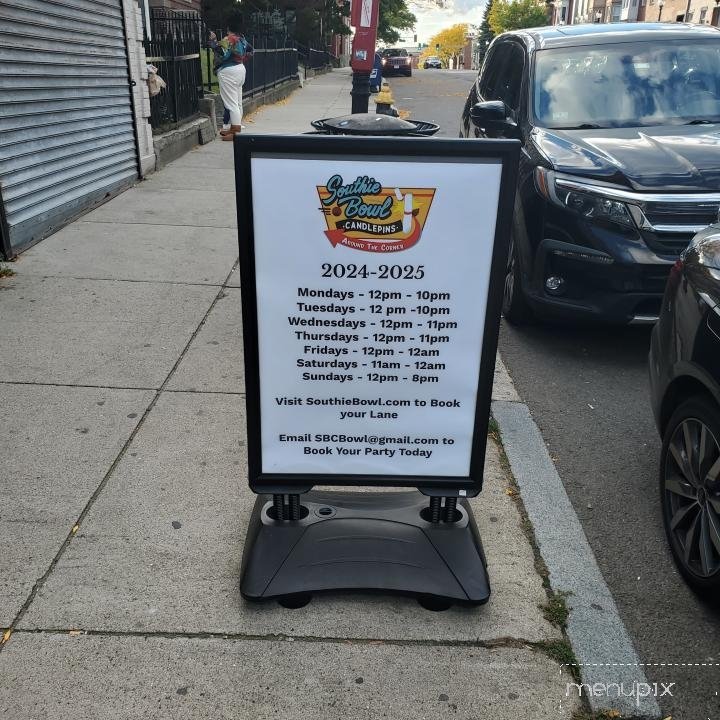 Southie
Bowl
·CANDLEPINS·
AROUND THE CORNER
2024-2025
Mondays - 12pm - 10pm
Tuesdays - 12 pm -10pm
Wednesdays - 12pm - 11pm
Thursdays - 12pm - 11pm
Fridays - 12pm - 12am
Saturdays - 11am - 12am
Sundays - 12pm - 8pm
Visit SouthieBowl.com to Book
your Lane
Email SBCBowl@gmail.com to
Book Your Party Today
menupix